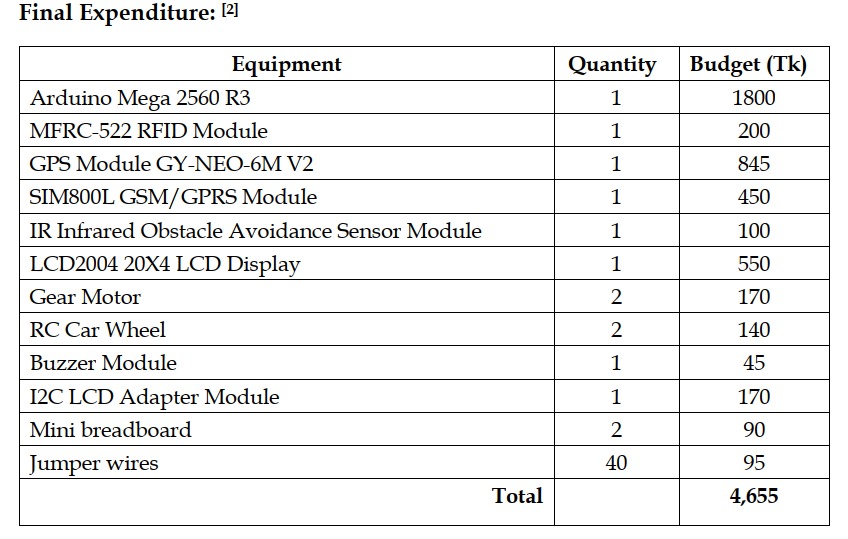 Final Expenditure: [2]
Equipment Quantity Budget (Tk)
Arduino Mega 2560 R3 1 1800
MFRC-522 RFID Module 1 200
GPS Module GY-NEO-6M V2 1 845
SIM800L GSM/GPRS Module 1 450
IR Infrared Obstacle Avoidance Sensor Module 1 100
LCD2004 20X4 LCD Display 1 550
Gear Motor 2 170
RC Car Wheel 2 140
Buzzer Module 1 45
I2C LCD Adapter Module 1 170
Mini breadboard 2 90
Jumper wires 40 95
Total 4,655